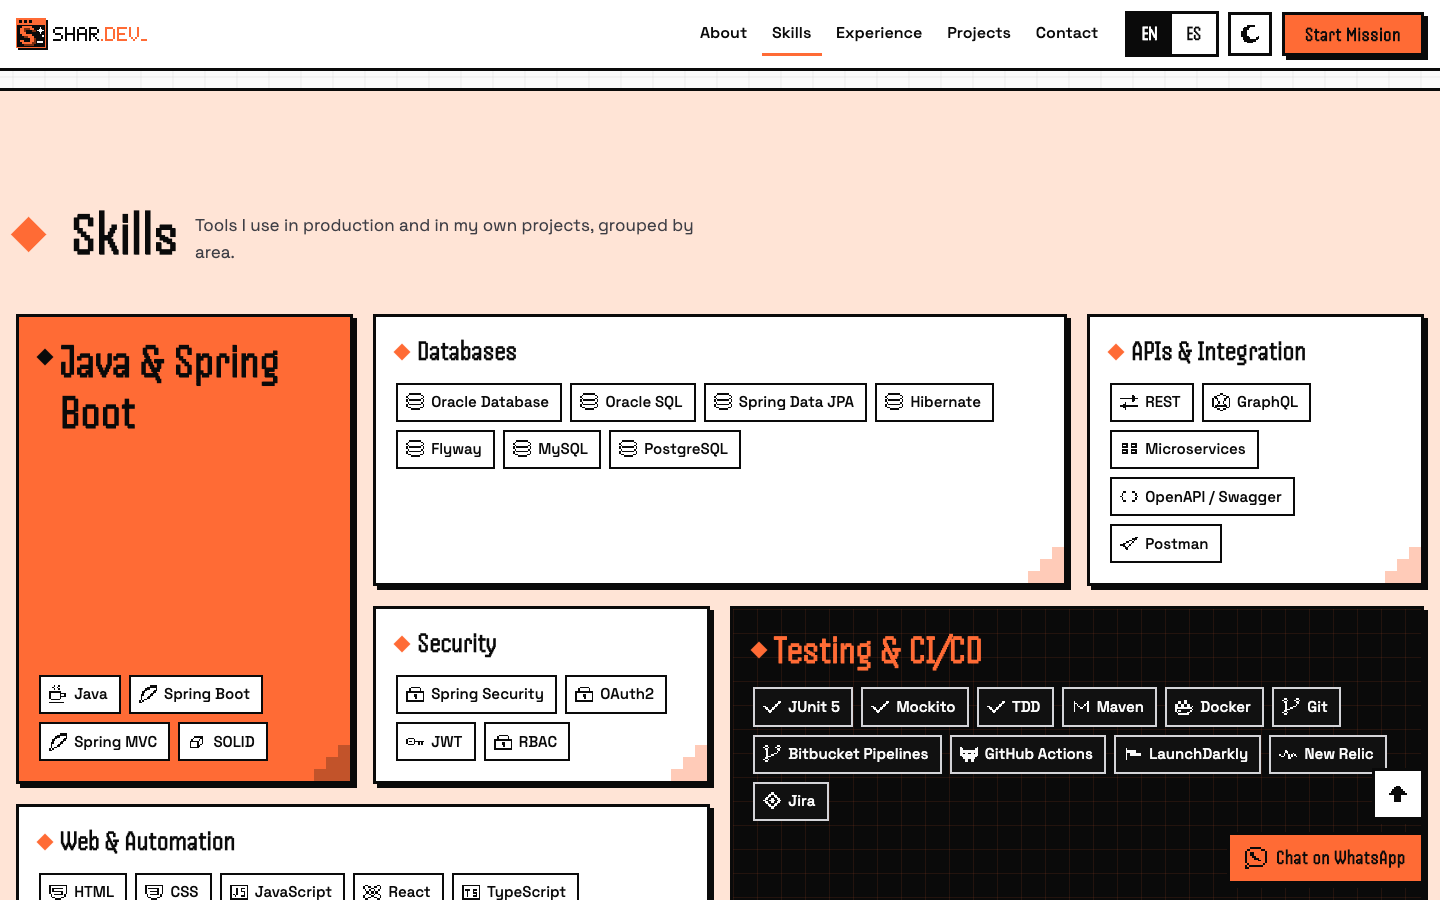 SHAR.DEV_
About
Skills
Experience
Projects
Contact
EN
ES
Start Mission
Skills
Tools I use in production and in my own projects, grouped by
area.
Java & Spring
Boot
Java
Spring Boot
Spring MVC
SOLID
Databases
Oracle Database
Oracle SQL
Spring Data JPA
Hibernate
Flyway
MySQL
PostgreSQL
APIs & Integration
REST
GraphQL
Microservices
OpenAPI / Swagger
Postman
Security
Spring Security
OAuth2
JWT
RBAC
Testing & CI/CD
JUnit 5
Mockito
TDD
Maven
Docker
Git
Bitbucket Pipelines
GitHub Actions
LaunchDarkly
New Relic
Jira
Web & Automation
HTML
CSS
JavaScript
React
TypeScript
Chat on WhatsApp